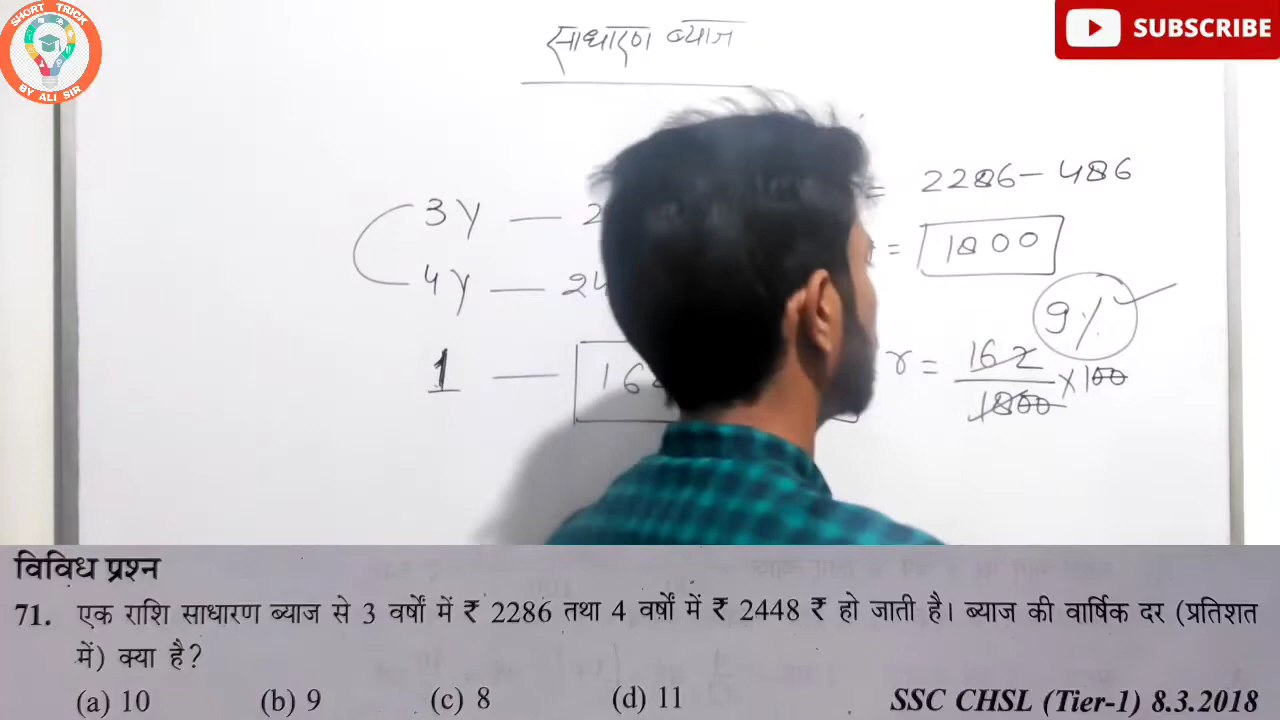 SHORT TRICK
BY ALI SIR
SUBSCRIBE
साधारण ब्याज
3Y —
4Y —
1 —
= 2286 - 486
= 1800
9%
r = 162/1800 × 100
विविध प्रश्न
71. एक राशि साधारण ब्याज से 3 वर्षों में ₹ 2286 तथा 4 वर्षों में ₹ 2448 ₹ हो जाती है। ब्याज की वार्षिक दर (प्रतिशत
में) क्या है?
(a) 10 (b) 9 (c) 8 (d) 11 SSC CHSL (Tier-1) 8.3.2018